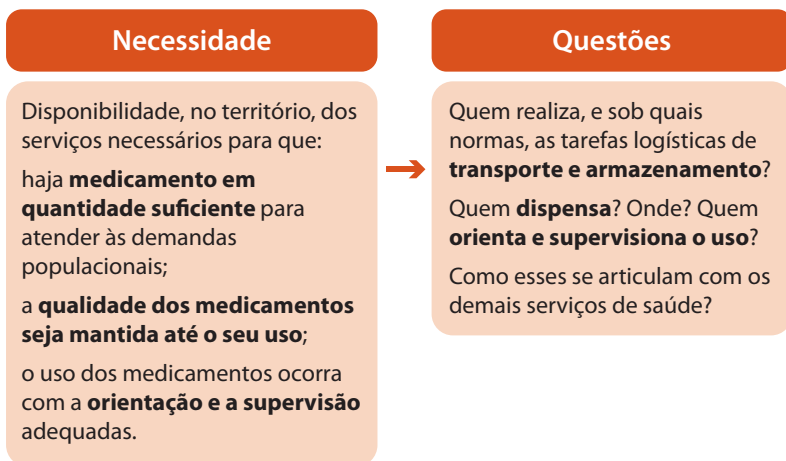 Necessidade
Disponibilidade, no território, dos
serviços necessários para que:
haja medicamento em
quantidade suficiente para
atender às demandas
populacionais;
a qualidade dos medicamentos
seja mantida até o seu uso;
o uso dos medicamentos ocorra
com a orientação e a supervisão
adequadas.
Questões
Quem realiza, e sob quais
normas, as tarefas logísticas de
transporte e armazenamento?
Quem dispensa? Onde? Quem
orienta e supervisiona o uso?
Como esses se articulam com os
demais serviços de saúde?